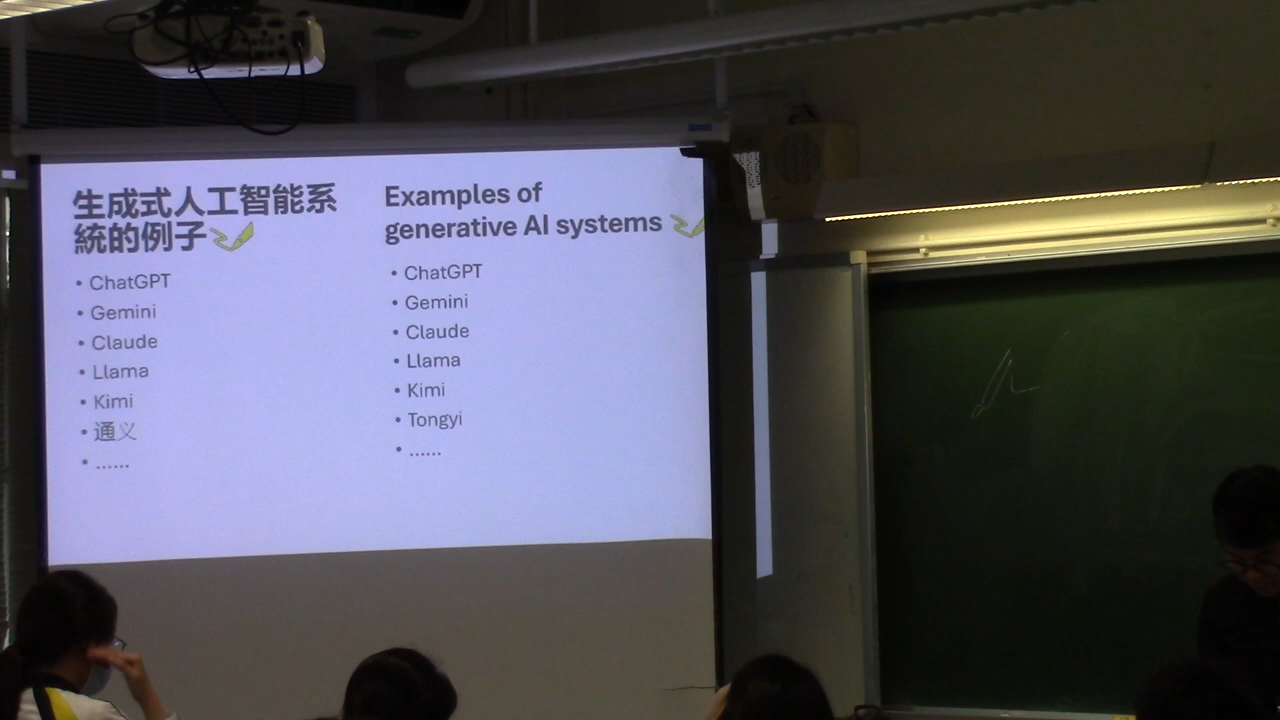 生成式人工智能系
統的例子
• ChatGPT
• Gemini
• Claude
• Llama
• Kimi
• 通义
• ......
Examples of
generative AI systems
• ChatGPT
• Gemini
• Claude
• Llama
• Kimi
• Tongyi
• ......